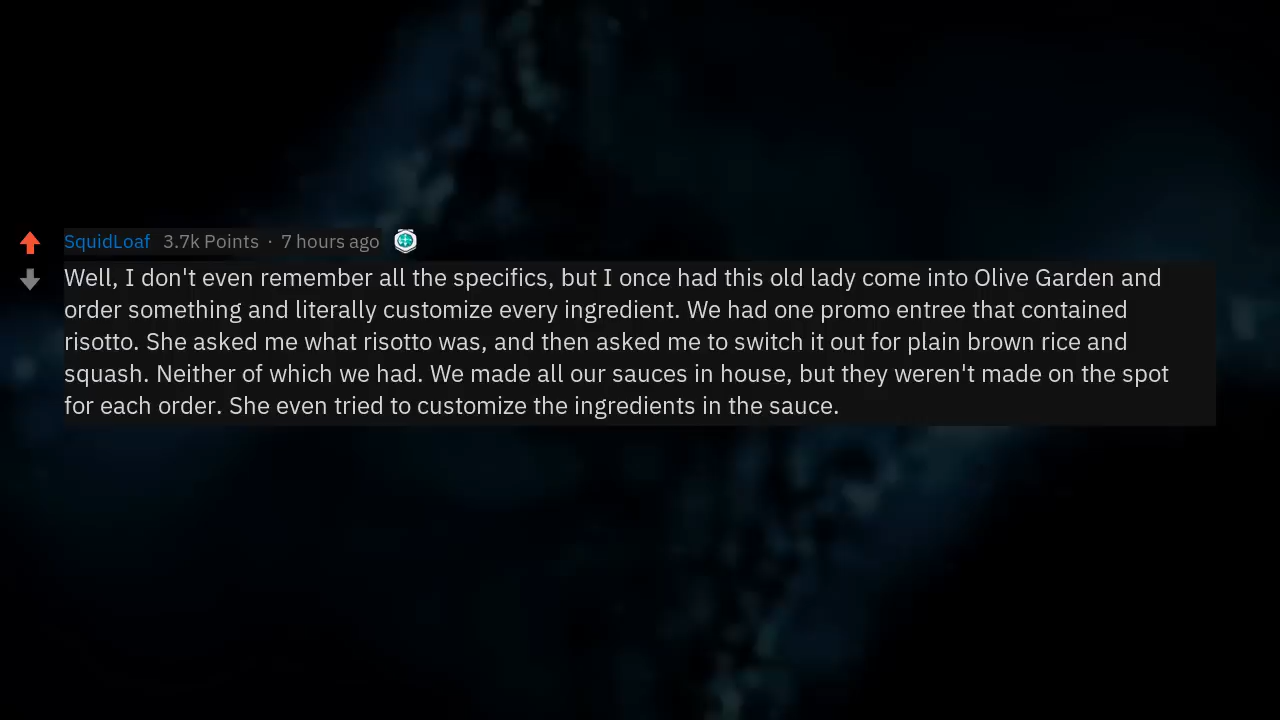 SquidLoaf 3.7k Points · 7 hours ago
Well, I don't even remember all the specifics, but I once had this old lady come into Olive Garden and
order something and literally customize every ingredient. We had one promo entree that contained
risotto. She asked me what risotto was, and then asked me to switch it out for plain brown rice and
squash. Neither of which we had. We made all our sauces in house, but they weren't made on the spot
for each order. She even tried to customize the ingredients in the sauce.